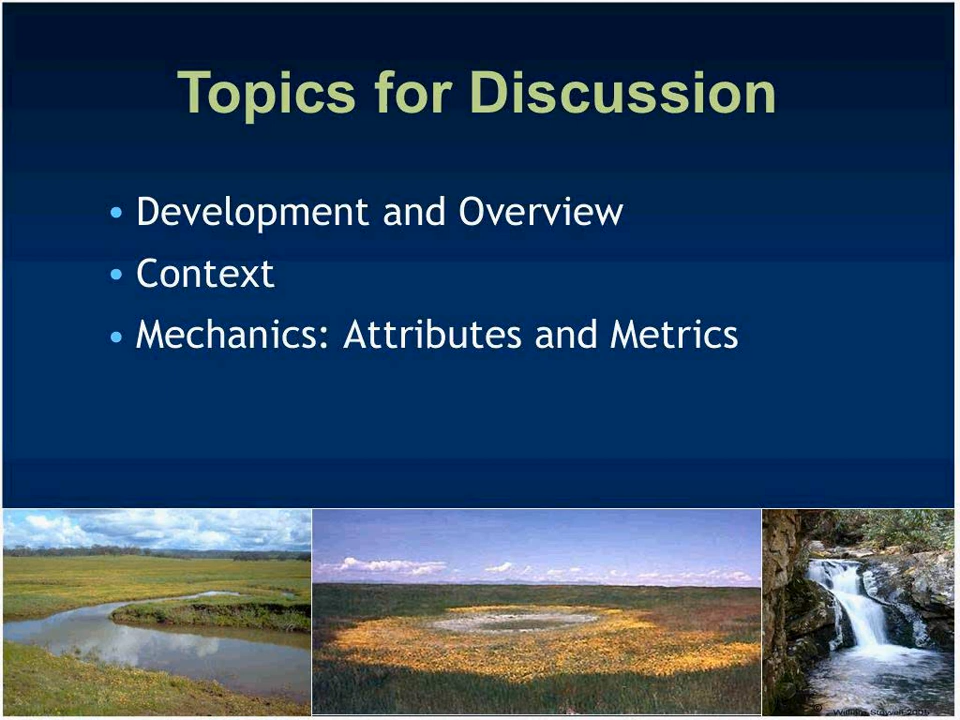 Topics for Discussion
• Development and Overview
• Context
• Mechanics: Attributes and Metrics